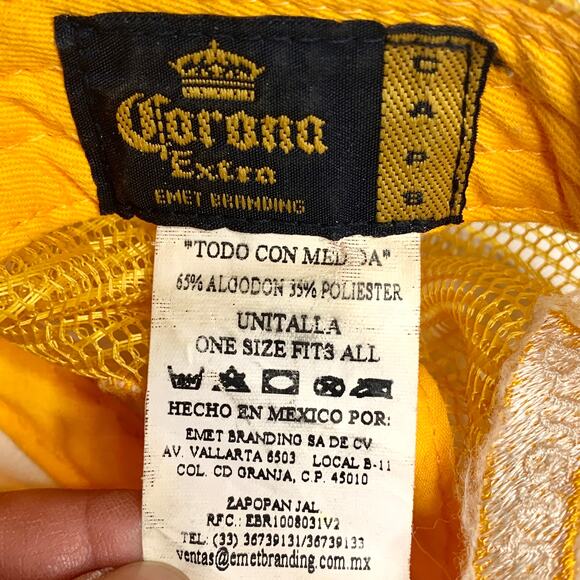 Corona
Extra
EMET BRANDING
CAPS
"TODO CON MEDIDA"
65% ALGODON 35% POLIESTER
UNITALLA
ONE SIZE FITS ALL
HECHO EN MEXICO POR:
EMET BRANDING SA DE CV
AV. VALLARTA 6503 LOCAL B-11
COL. CD GRANJA, C.P. 45010
ZAPOPAN JAL.
RFC.: EBR1008031V2
TEL: (33) 36739131/36739133
ventas@emetbranding.com.mx